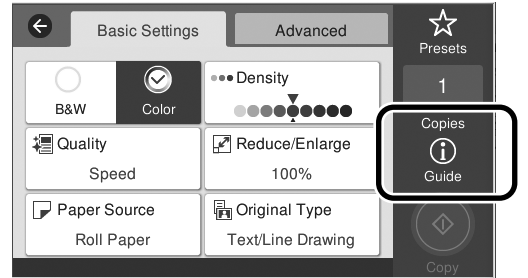 Basic Settings
Advanced
Presets
1
Copies
B&W
Color
Density
Quality
Speed
Reduce/Enlarge
100%
Guide
Paper Source
Roll Paper
Original Type
Text/Line Drawing
Copy